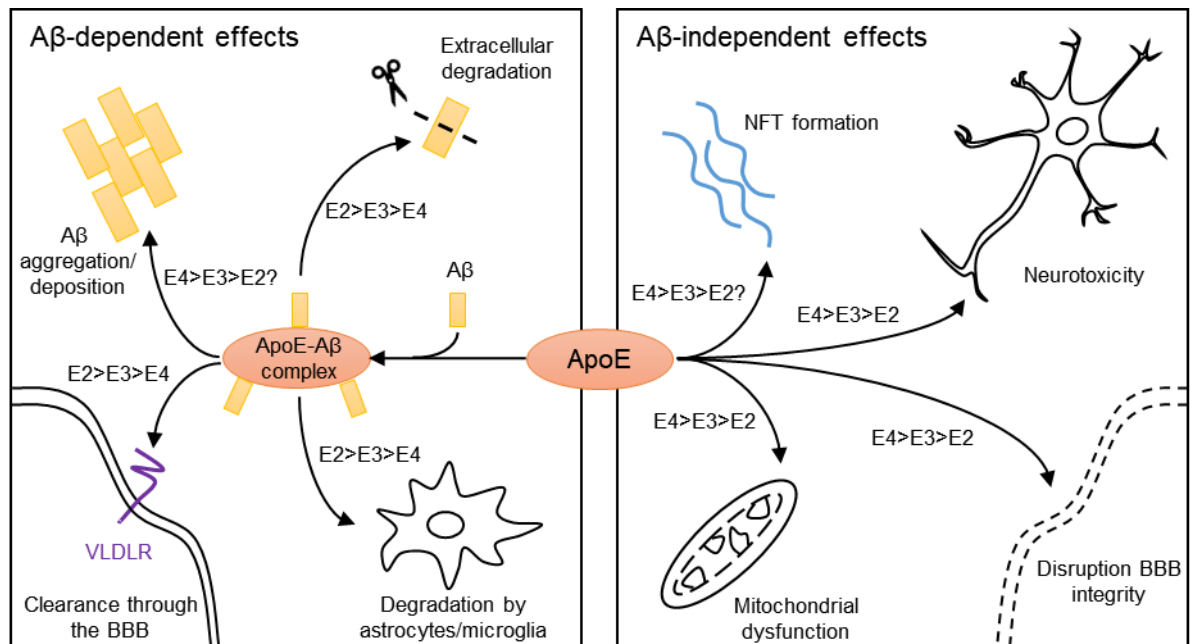 Aβ-dependent effects
Extracellular
degradation
E2>E3>E4
Aβ
aggregation/
deposition
E4>E3>E2?
Aβ
ApoE-Aβ
complex
E2>E3>E4
E2>E3>E4
VLDLR
Clearance through
the BBB
Degradation by
astrocytes/microglia
ApoE
Aβ-independent effects
NFT formation
Neurotoxicity
E4>E3>E2?
E4>E3>E2
E4>E3>E2
E4>E3>E2
Mitochondrial
dysfunction
Disruption BBB
integrity